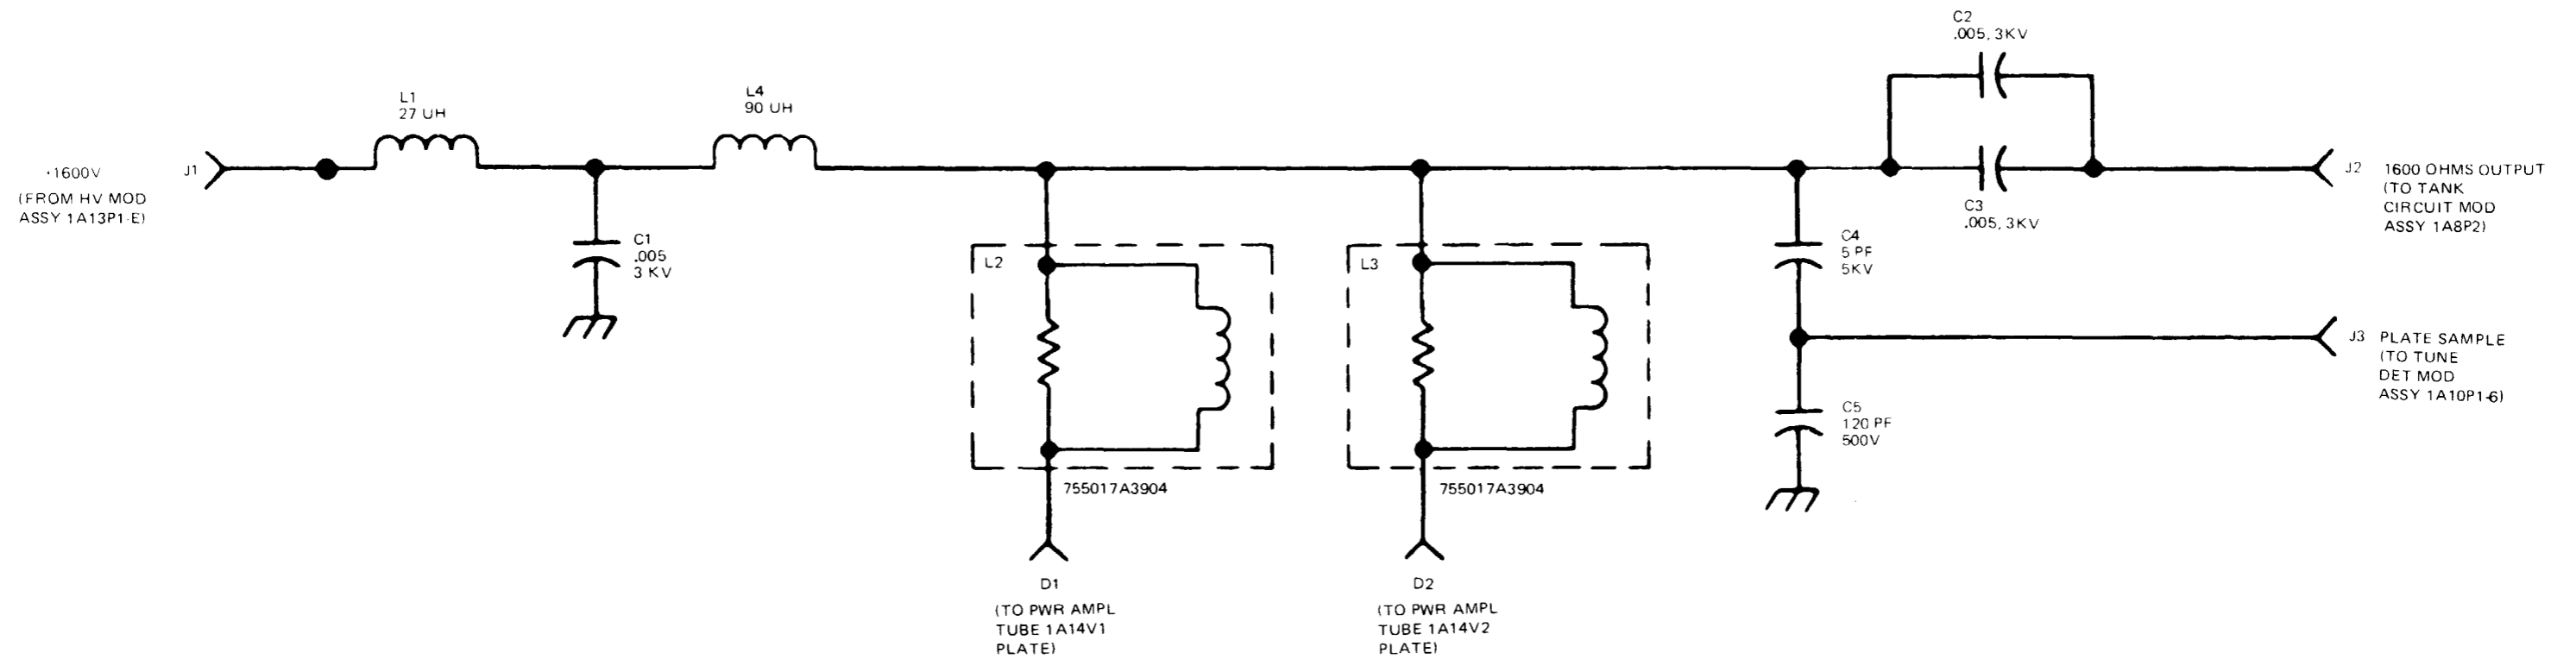 C2
.005, 3KV
L1
27 UH
L4
90 UH
+1600V
(FROM HV MOD
ASSY 1A13P1-E)
J1
C1
.005
3 KV
L2
755017A3904
D1
(TO PWR AMPL
TUBE 1A14V1
PLATE)
L3
755017A3904
D2
(TO PWR AMPL
TUBE 1A14V2
PLATE)
C3
.005, 3KV
C4
5 PF
5KV
C5
120 PF
500V
J2
1600 OHMS OUTPUT
(TO TANK
CIRCUIT MOD
ASSY 1A8P2)
J3
PLATE SAMPLE
(TO TUNE
DET MOD
ASSY 1A10P1-6)